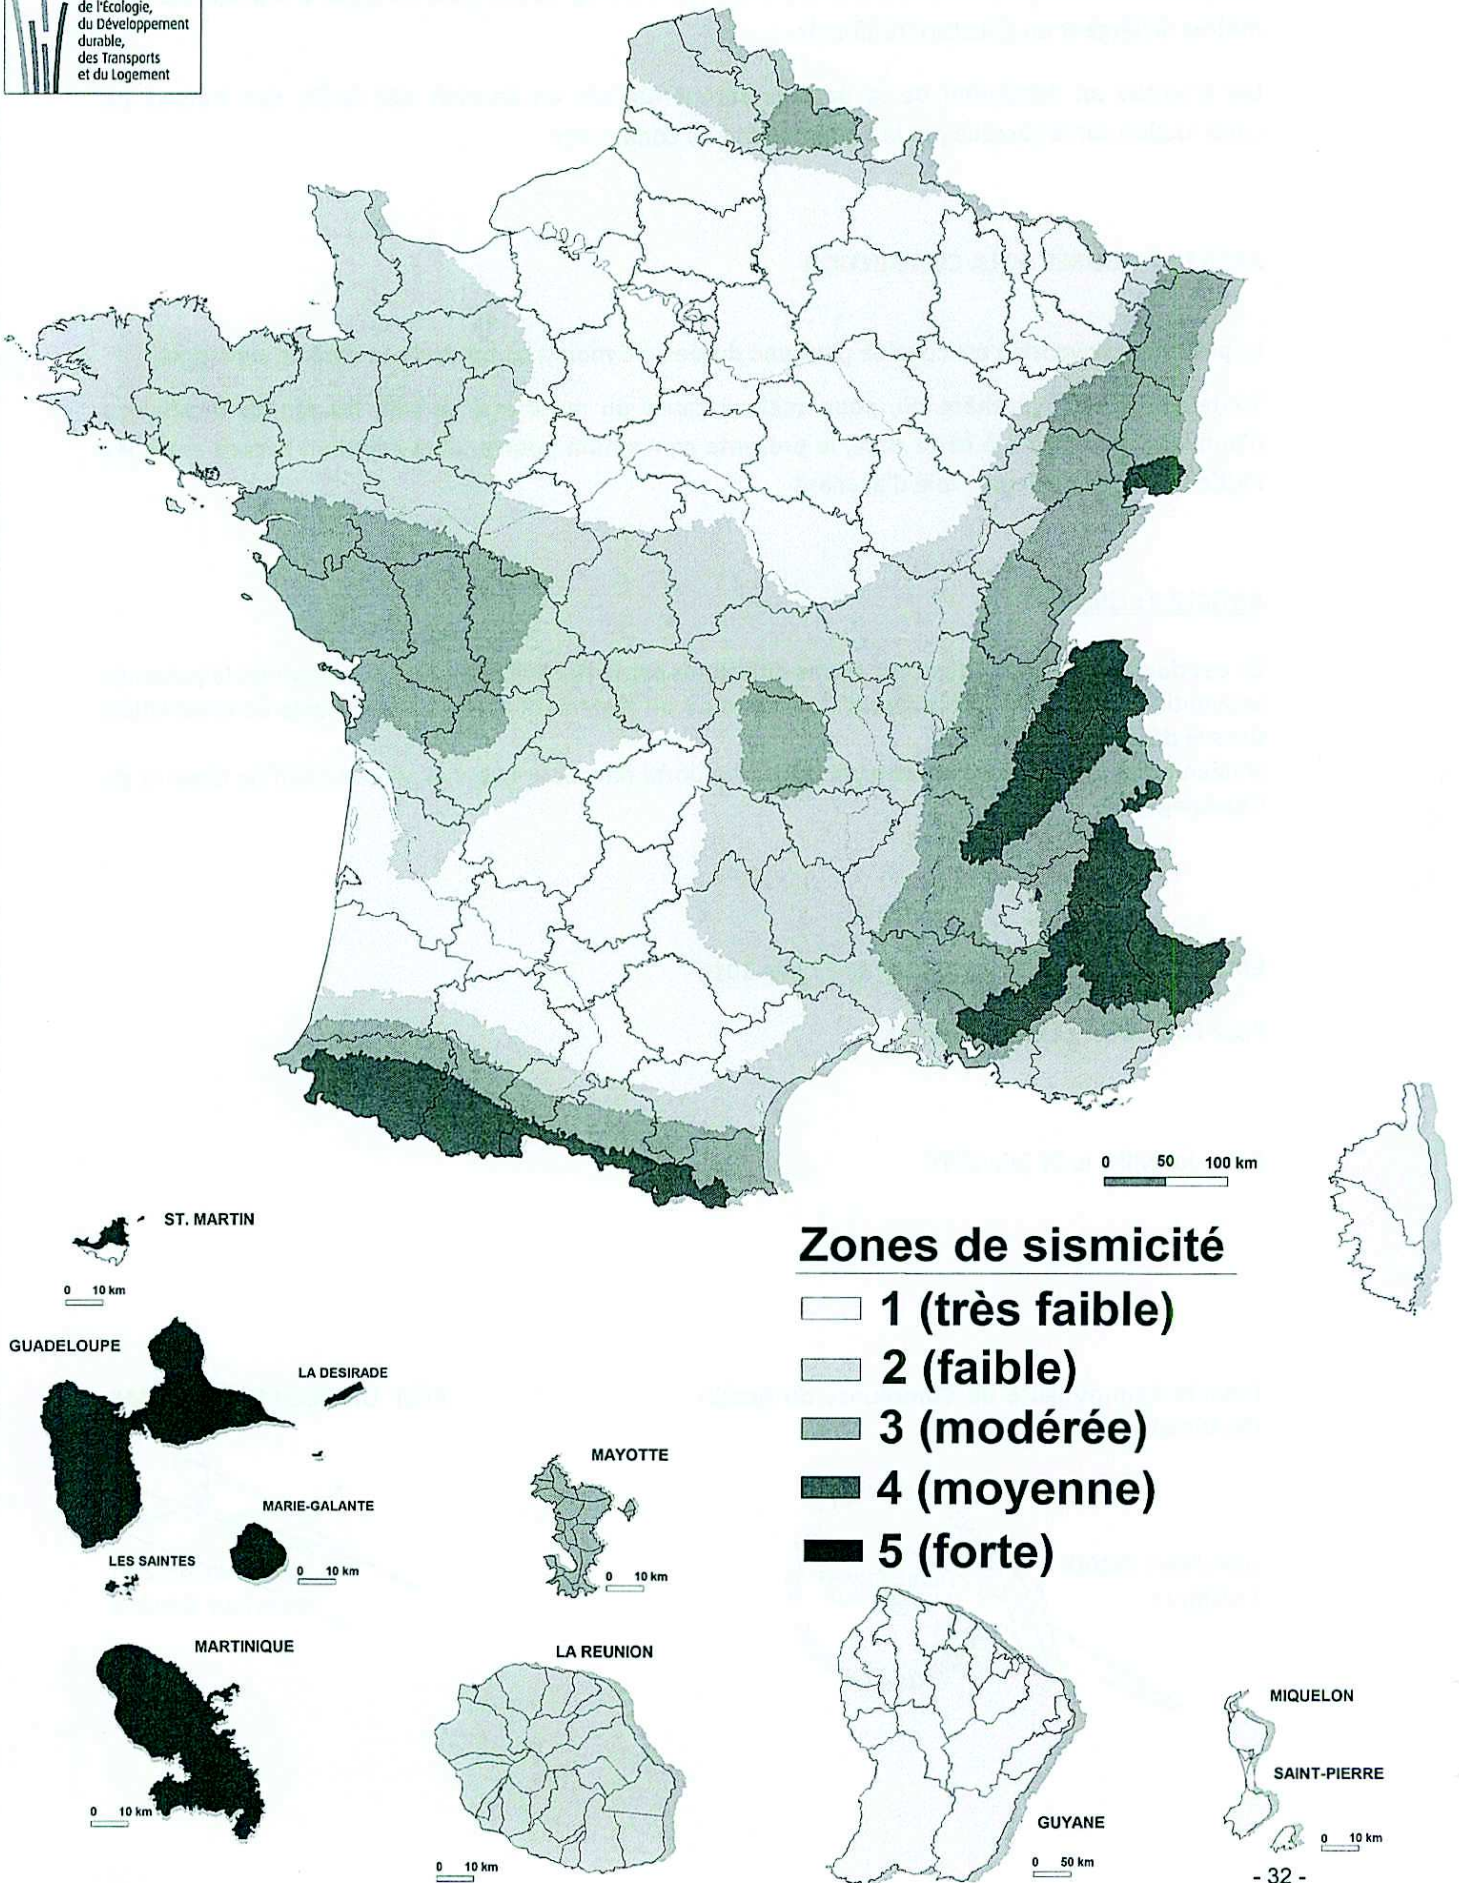 de l'Écologie,
du Développement
durable,
des Transports
et du Logement
0 50 100 km
ST. MARTIN
0 10 km
Zones de sismicité
1 (très faible)
2 (faible)
3 (modérée)
4 (moyenne)
5 (forte)
GUADELOUPE
LA DESIRADE
MARIE-GALANTE
LES SAINTES
0 10 km
MAYOTTE
0 10 km
MARTINIQUE
0 10 km
LA REUNION
0 10 km
GUYANE
0 50 km
MIQUELON
SAINT-PIERRE
0 10 km
- 32 -